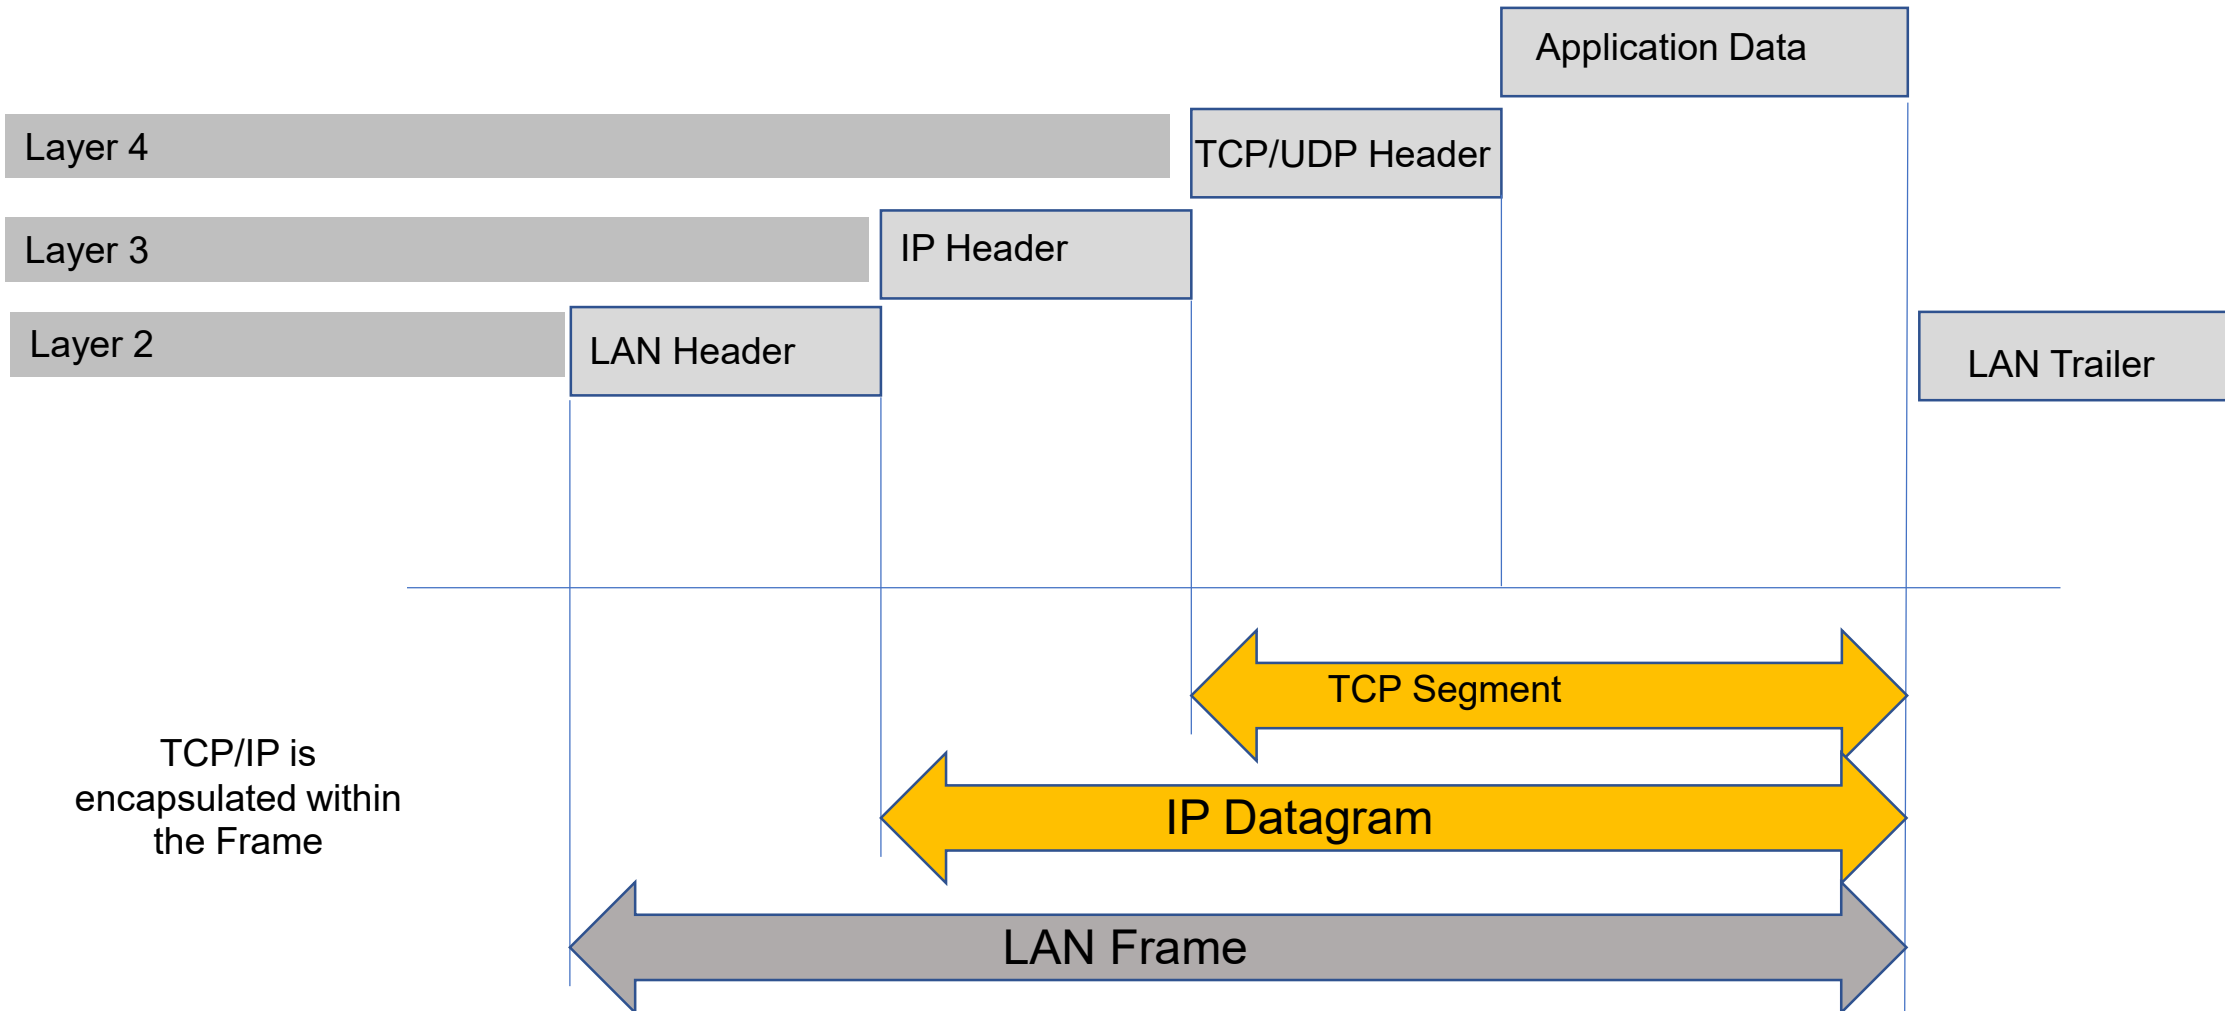 Application Data
Layer 4
TCP/UDP Header
Layer 3
IP Header
Layer 2
LAN Header
LAN Trailer
TCP Segment
TCP/IP is
encapsulated within
the Frame
IP Datagram
LAN Frame